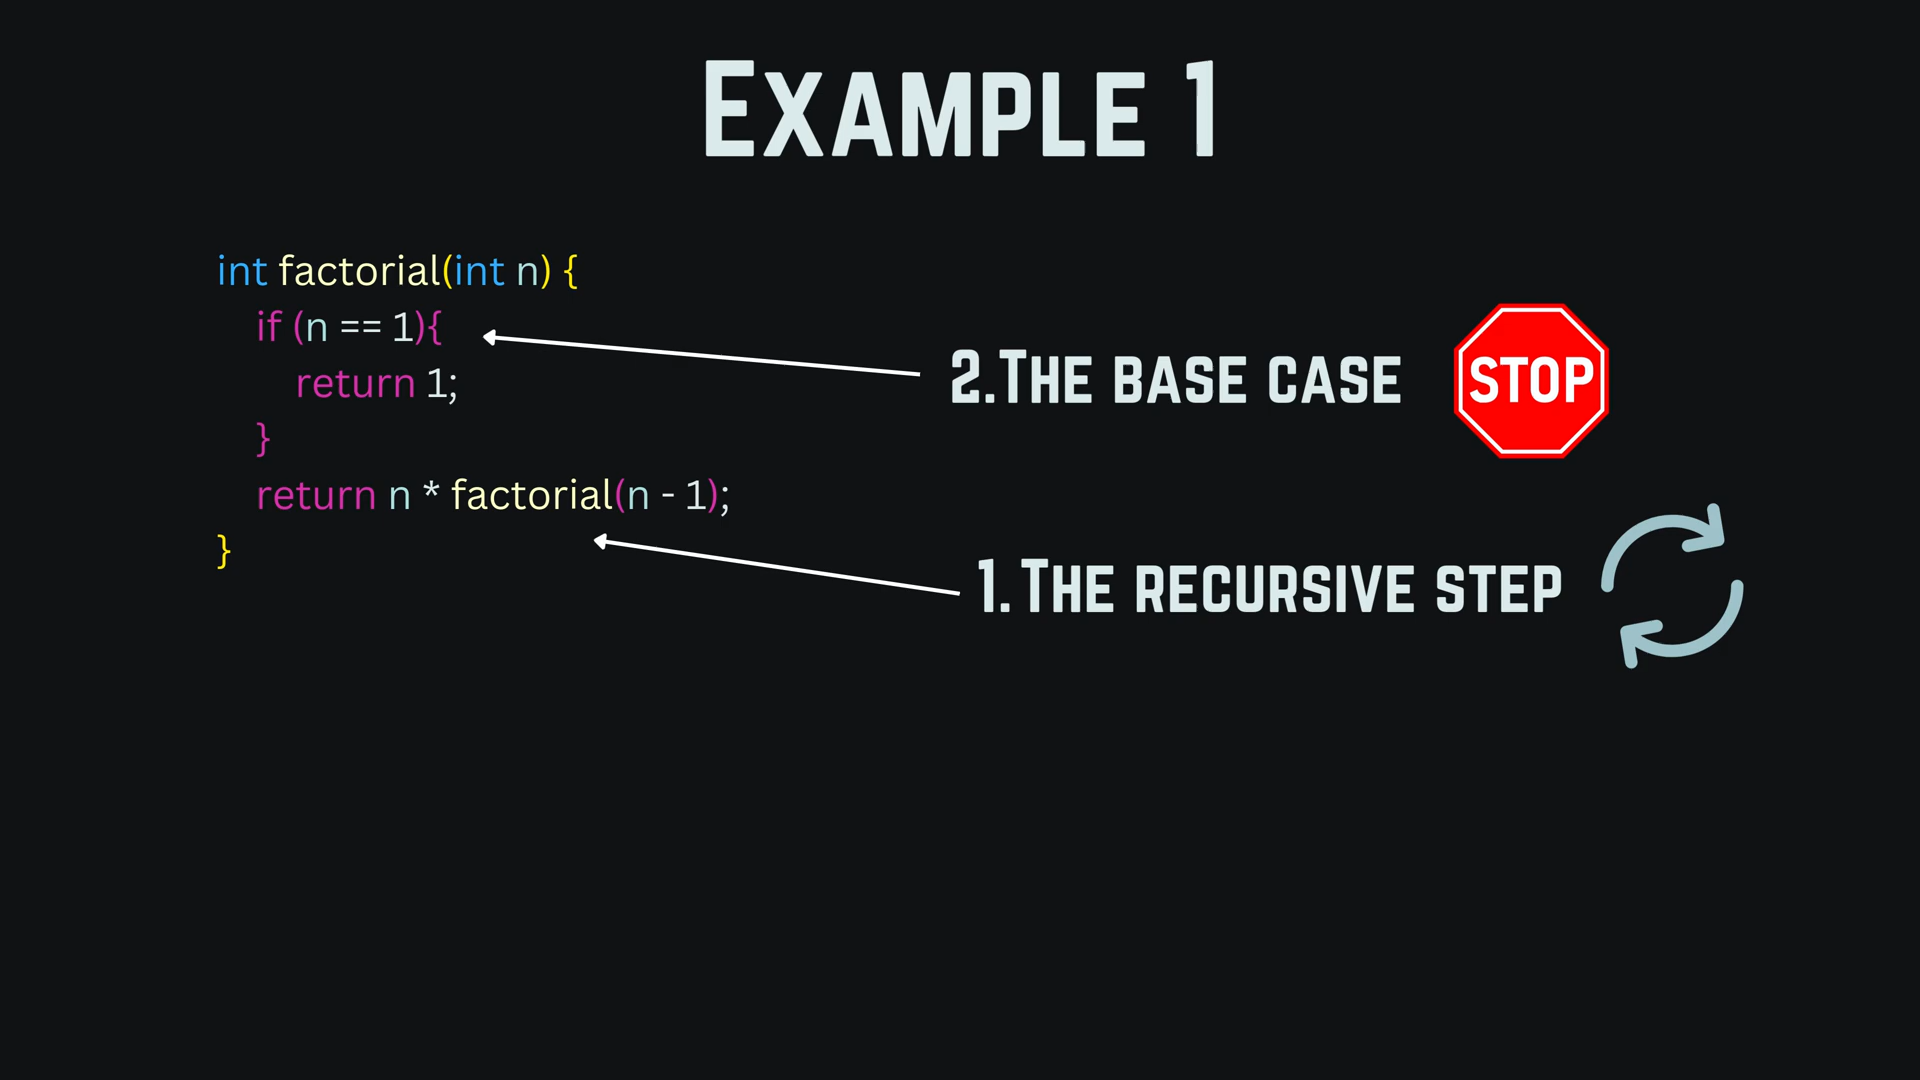 Example 1
int factorial(int n) {
if (n == 1){
return 1;
}
return n * factorial(n - 1);
}
2.The base case
STOP
1. The recursive step